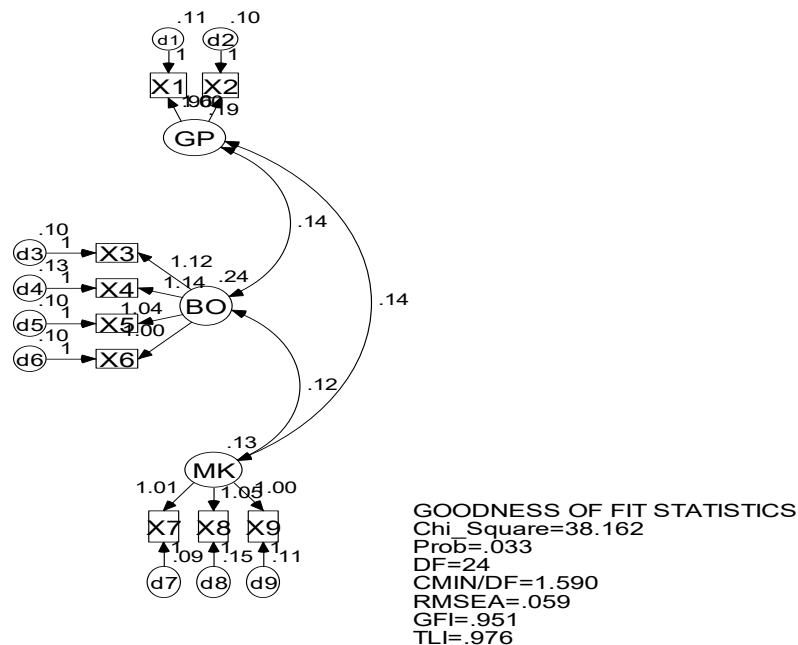 .11 .10
d1 d2
1 1
X1 X2
1.00
.19
GP
.14
.14
.10
d3 1 X3
1.12
.13
d4 1 X4
1.14 .24
BO
.10
d5 1 X5
1.04
1.00
.10
d6 1 X6
.12
.13
MK
1.01 1.05 1.00
X7 X8 X9
1 1 1
.09 .15 .11
d7 d8 d9
GOODNESS OF FIT STATISTICS
Chi_Square=38.162
Prob=.033
DF=24
CMIN/DF=1.590
RMSEA=.059
GFI=.951
TLI=.976